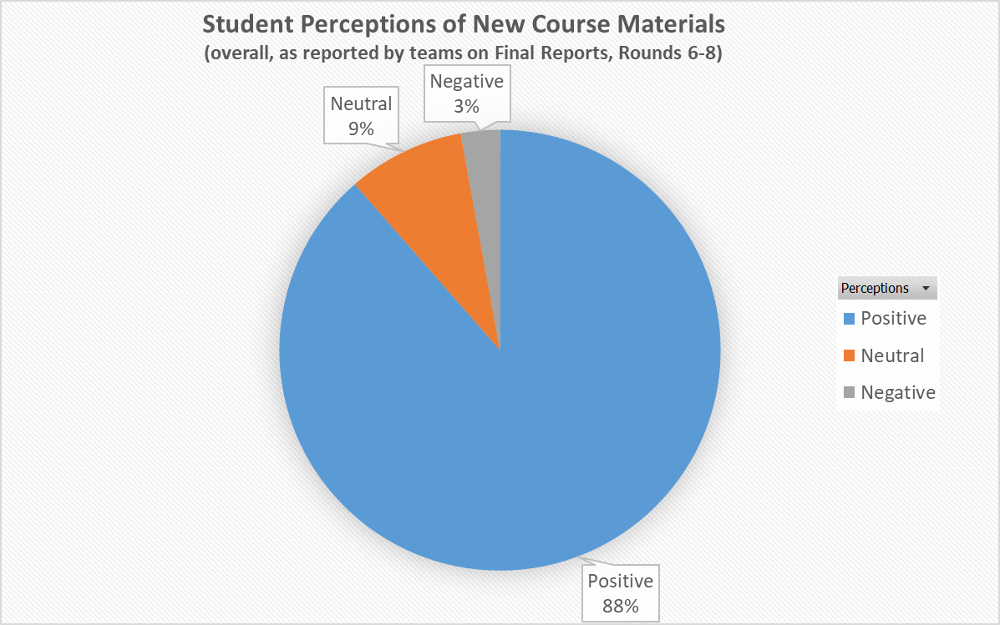 Student Perceptions of New Course Materials
(overall, as reported by teams on Final Reports, Rounds 6-8)
Negative
3%
Neutral
9%
Perceptions
Positive
Neutral
Negative
Positive
88%